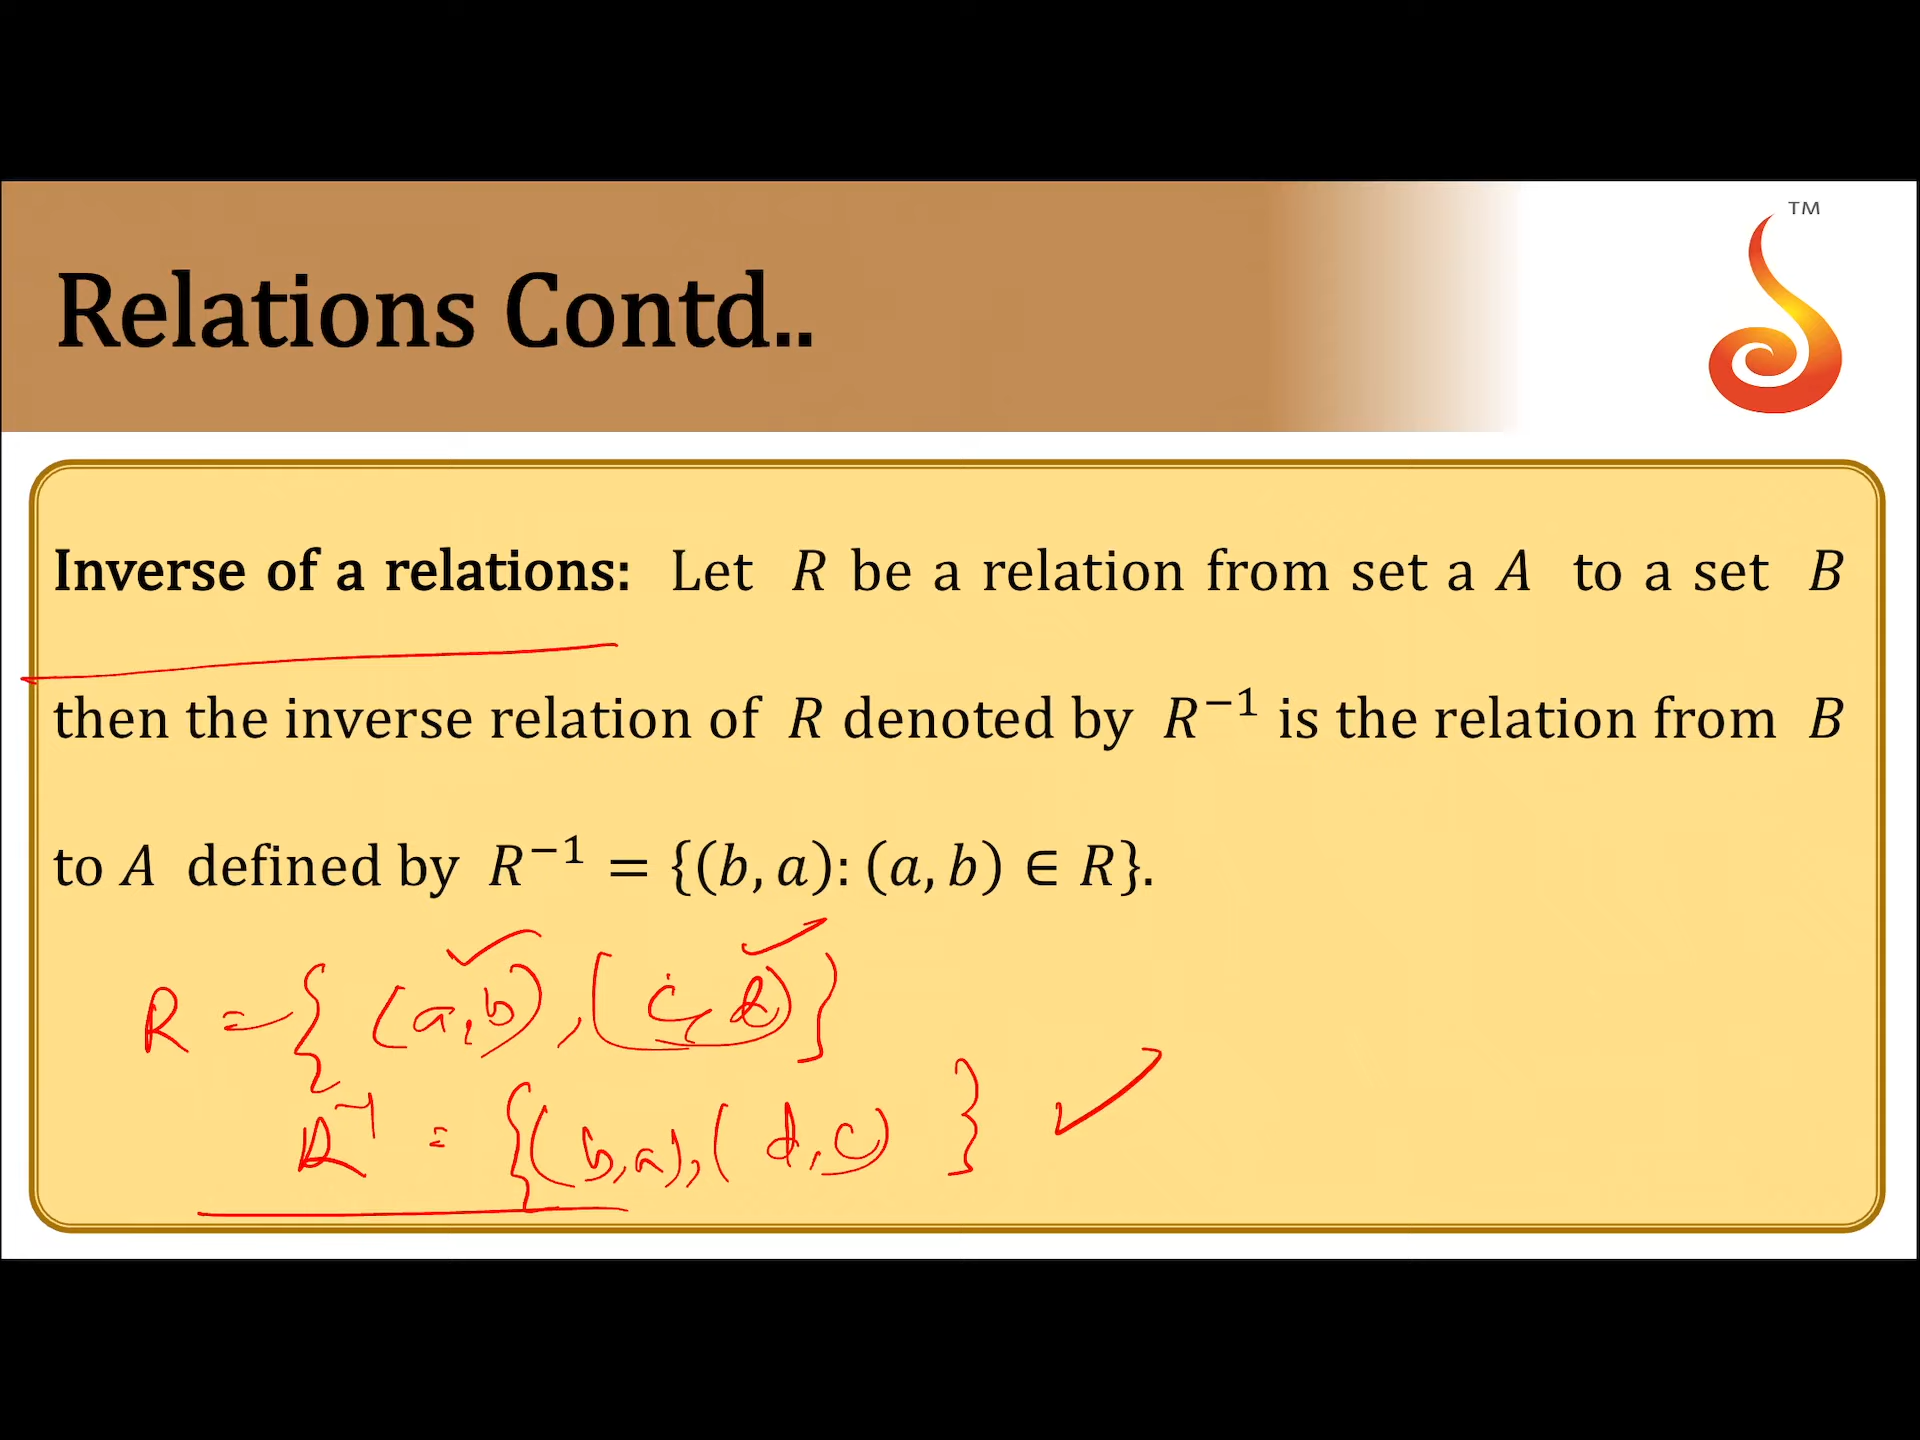 TM
Relations Contd..
Inverse of a relations: Let R be a relation from set a A to a set B
then the inverse relation of R denoted by R⁻¹ is the relation from B
to A defined by R⁻¹ = {(b, a): (a, b) ∈ R}.
R = { (a,b), (c, d) }
R⁻¹ = {(b,a), (d,c) }